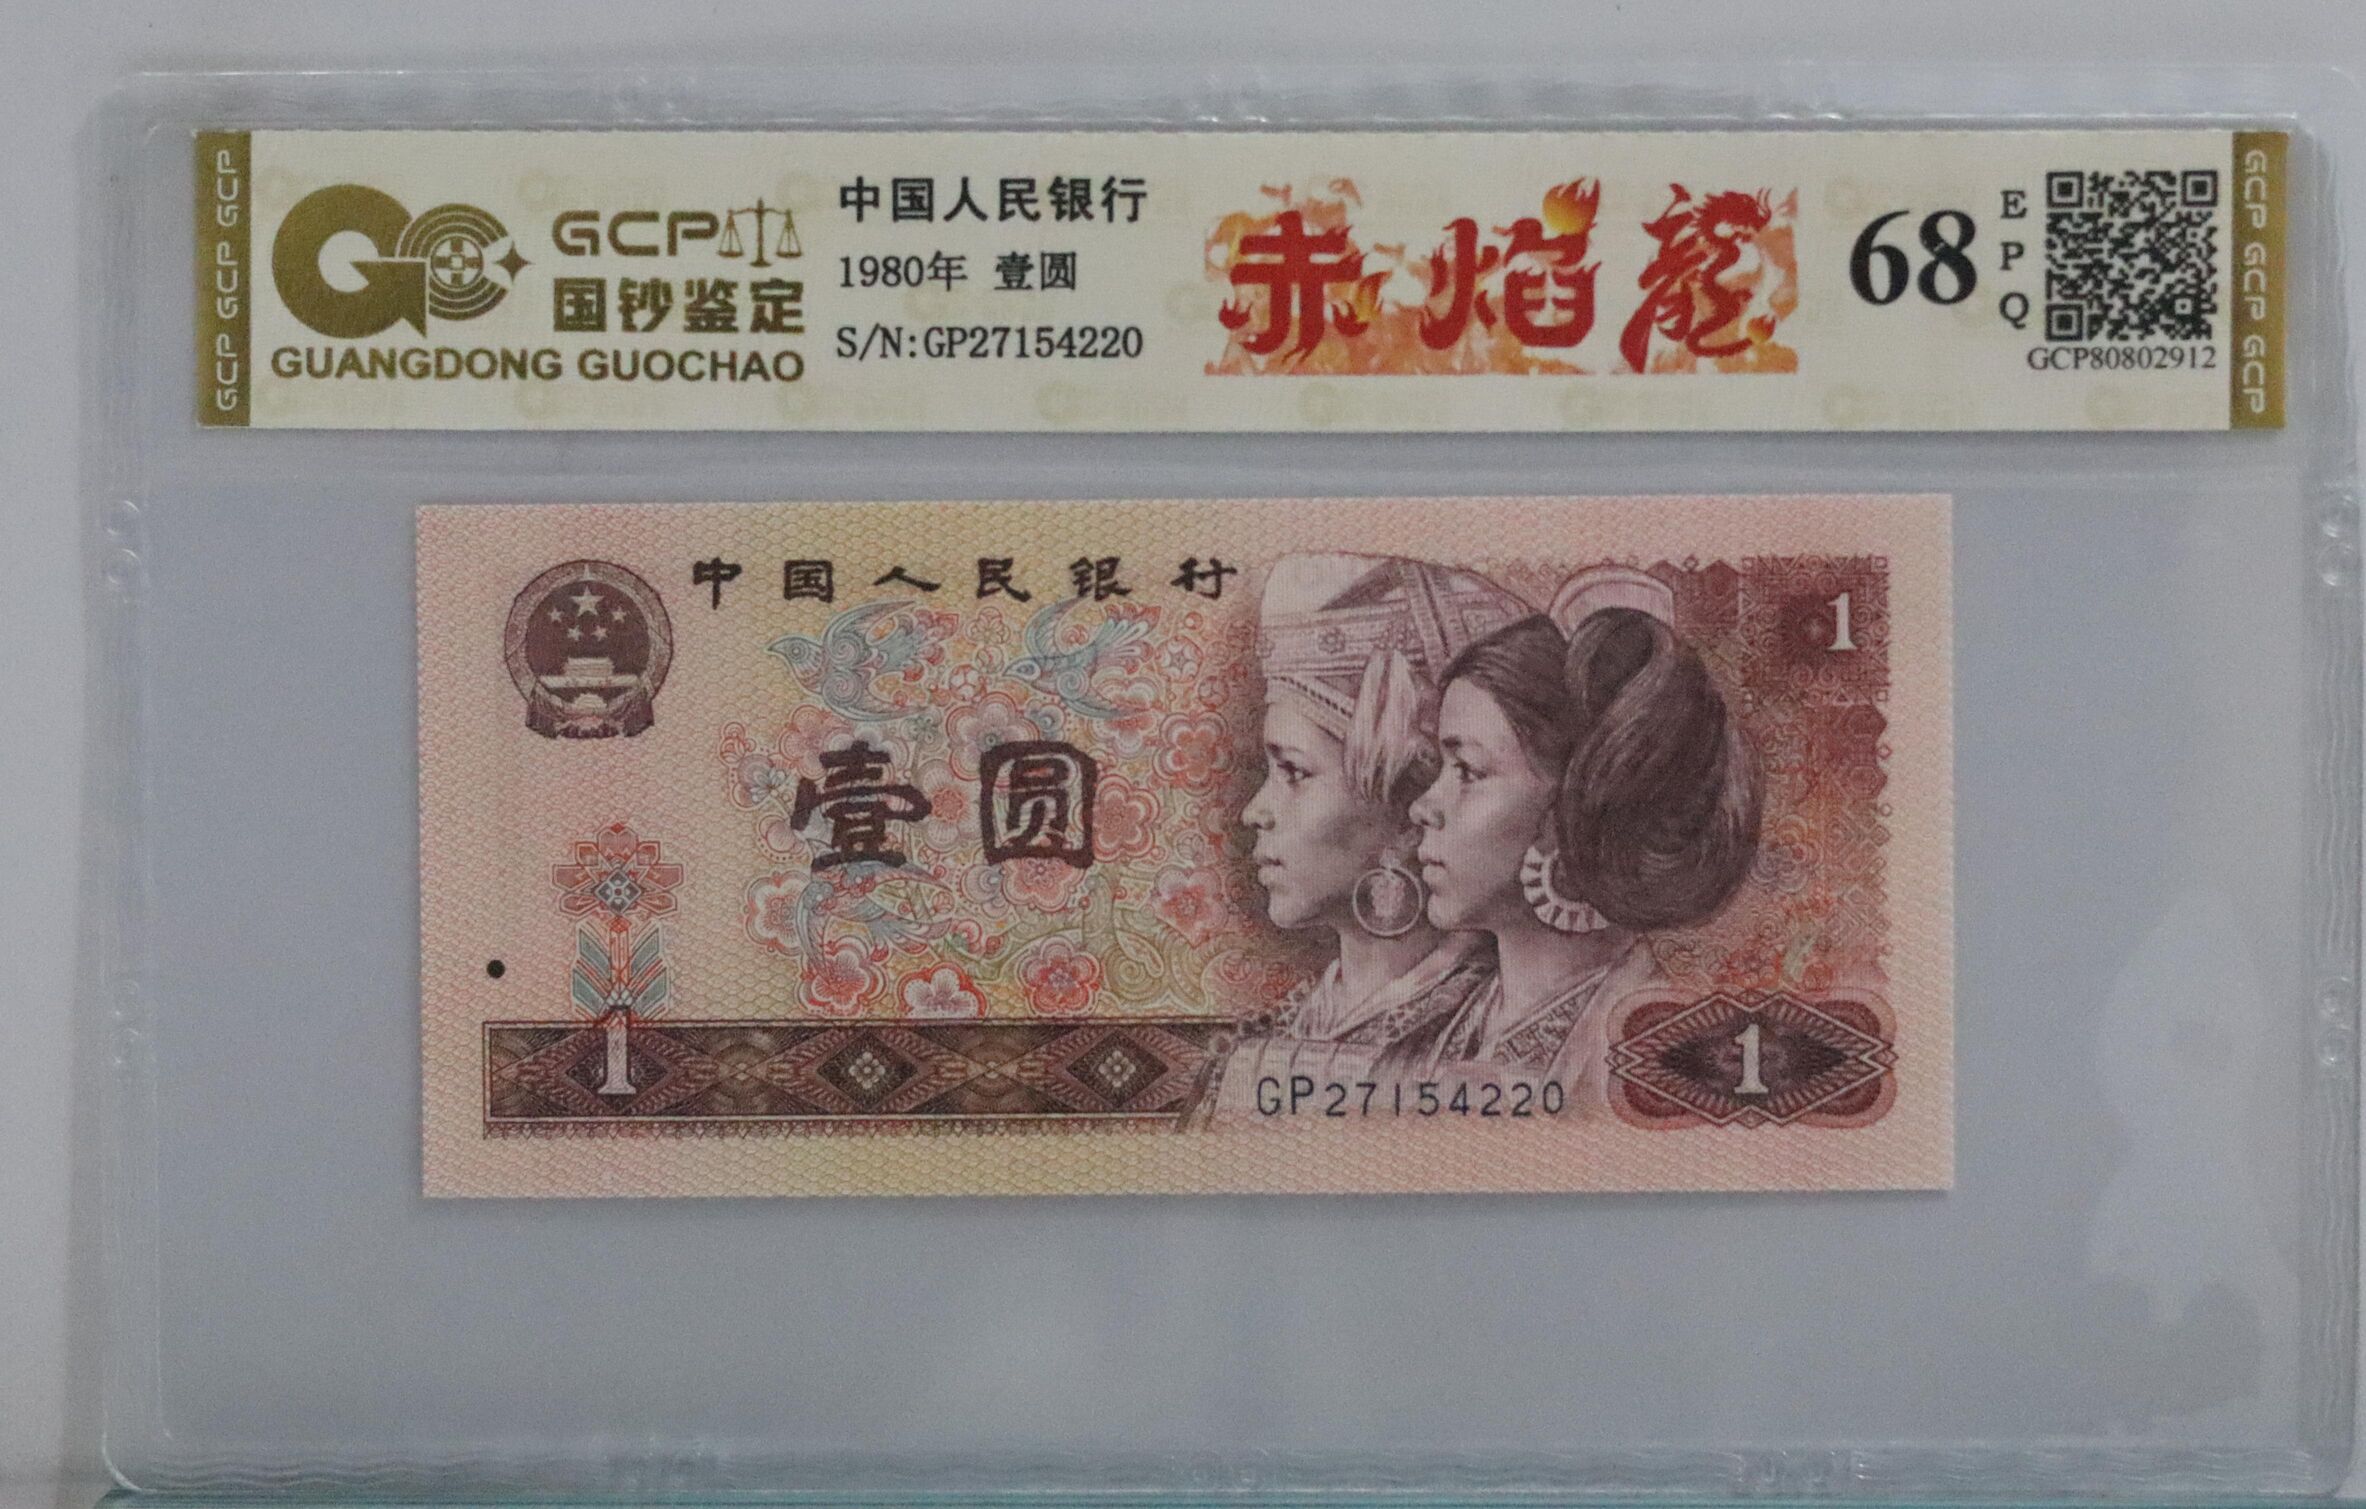 GCP GCP GCP
GCP
国钞鉴定
GUANGDONG GUOCHAO
中国人民银行
1980年 壹圆
S/N:GP27154220
赤焰龍
68
EPQ
GCP80802912
GCP GCP GCP
中国人民银行
1
壹圆
1
GP27154220
1